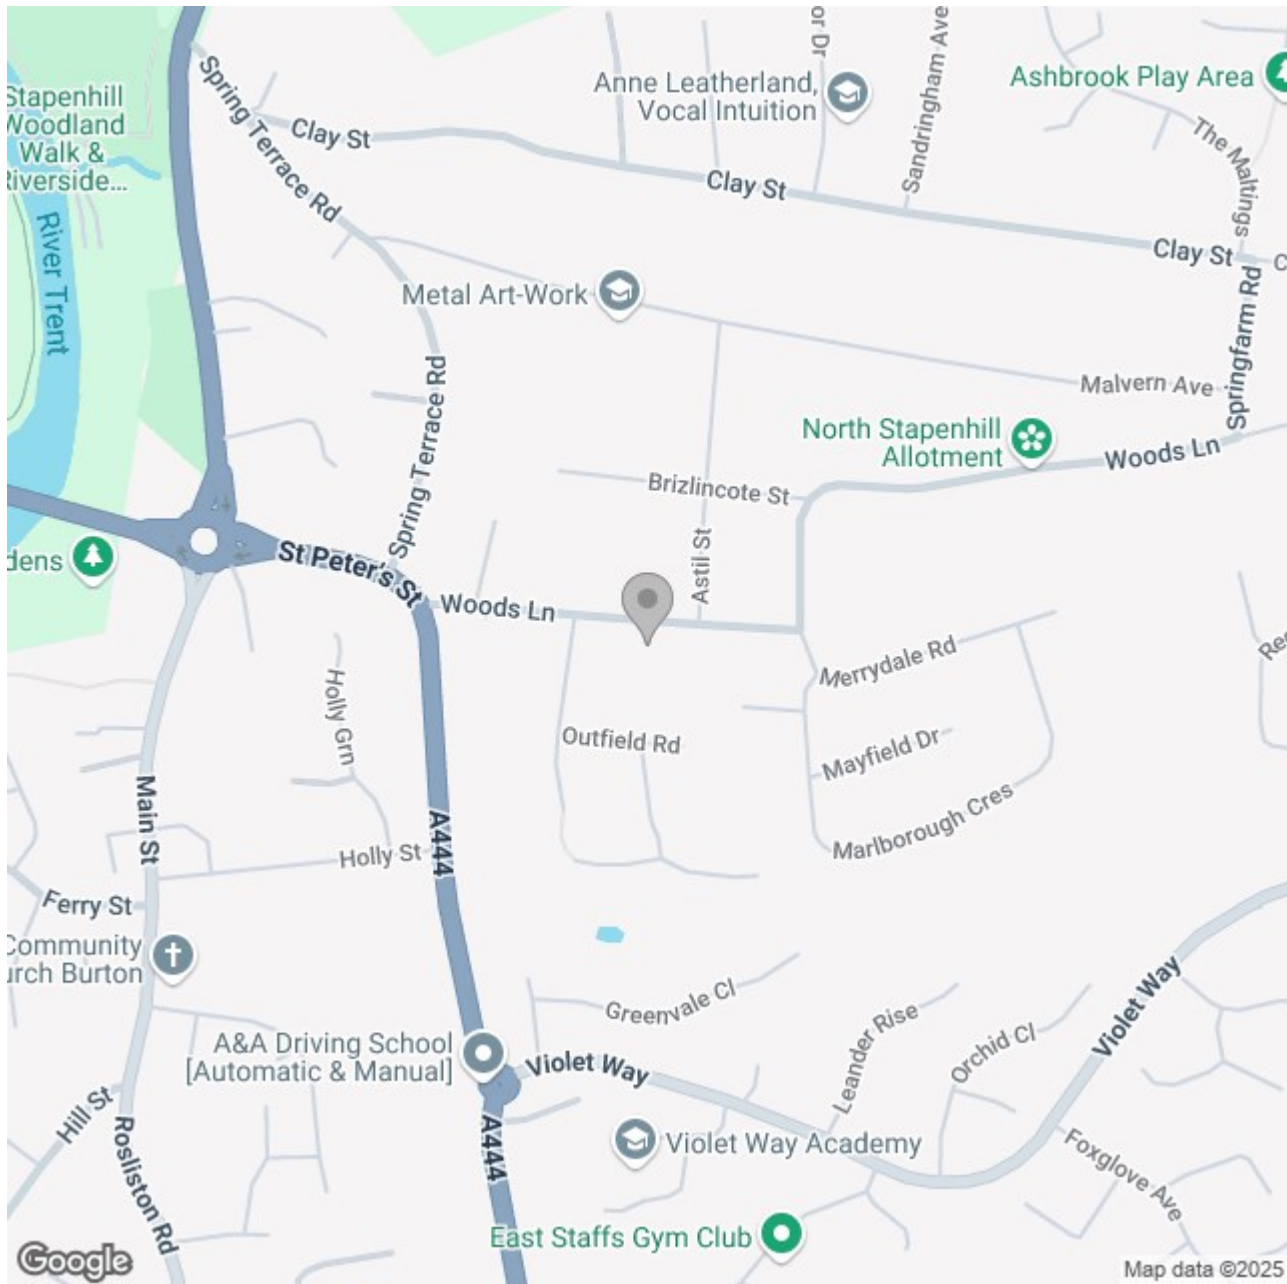 or Dr
Sandringham Ave
Anne Leatherland,
Vocal Intuition
Ashbrook Play Area
Stapenhill
Woodland
Walk &
Riverside...
Spring Terrace Rd
Clay St
The Maltings
Clay St
River Trent
Clay St
C
Metal Art-Work
Springfarm Rd
Malvern Ave
Spring Terrace Rd
North Stapenhill
Allotment
Woods Ln
Brizlincote St
dens
St Peter's St
Astil St
Woods Ln
Merrydale Rd
Holly Grn
Outfield Rd
Mayfield Dr
Main St
A444
Marlborough Cres
Holly St
Ferry St
Community
urch Burton
Greenvale Cl
Violet Way
Leander Rise
Orchid Cl
A&A Driving School
[Automatic & Manual]
Violet Way
Hill St
Rosliston Rd
A444
Violet Way Academy
Foxglove Ave
East Staffs Gym Club
Google
Map data ©2025